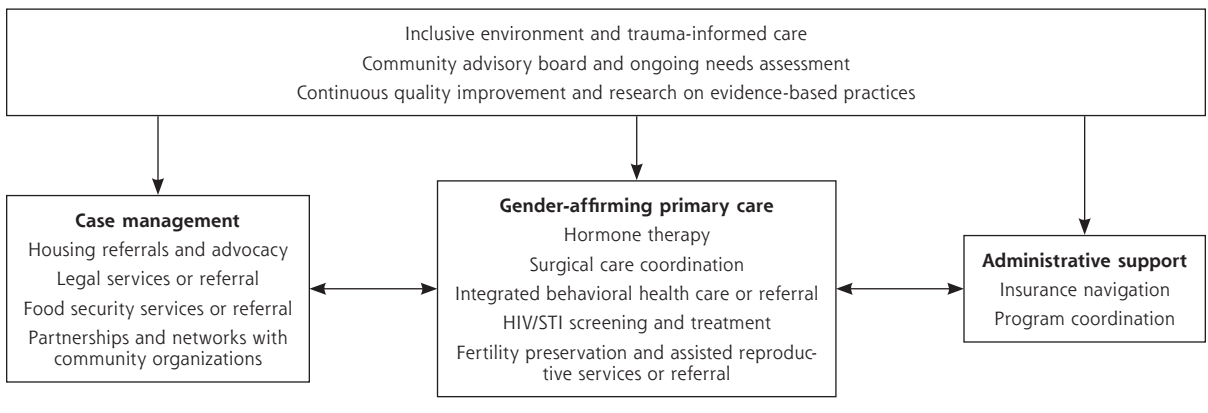 Inclusive environment and trauma-informed care
Community advisory board and ongoing needs assessment
Continuous quality improvement and research on evidence-based practices
Case management
Housing referrals and advocacy
Legal services or referral
Food security services or referral
Partnerships and networks with
community organizations
Gender-affirming primary care
Hormone therapy
Surgical care coordination
Integrated behavioral health care or referral
HIV/STI screening and treatment
Fertility preservation and assisted reproduc-
tive services or referral
Administrative support
Insurance navigation
Program coordination